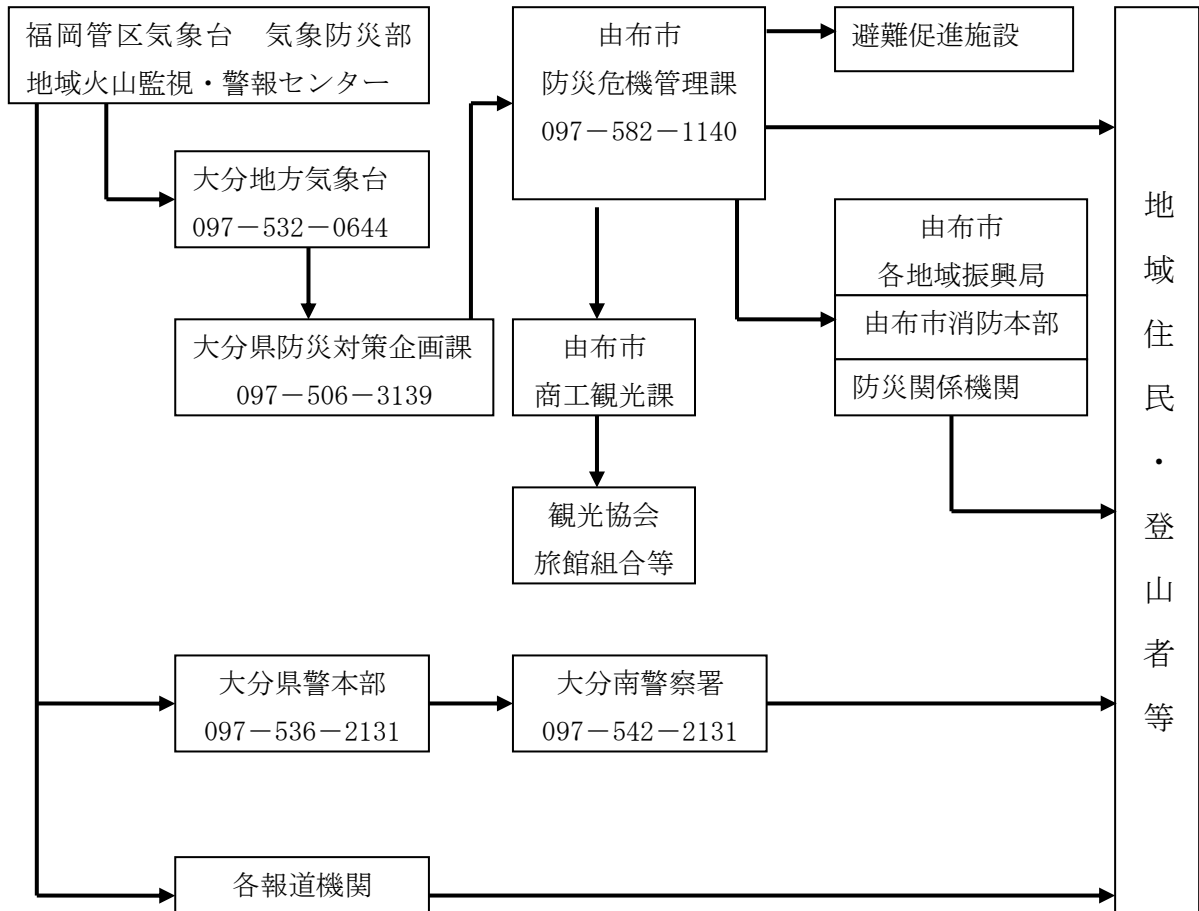 福岡管区気象台　気象防災部
地域火山監視・警報センター
由布市
防災危機管理課
097－582－1140
避難促進施設
大分地方気象台
097－532－0644
由布市
各地域振興局
由布市消防本部
防災関係機関
大分県防災対策企画課
097－506－3139
由布市
商工観光課
観光協会
旅館組合等
大分県警本部
097－536－2131
大分南警察署
097－542－2131
各報道機関
地域住民・登山者等